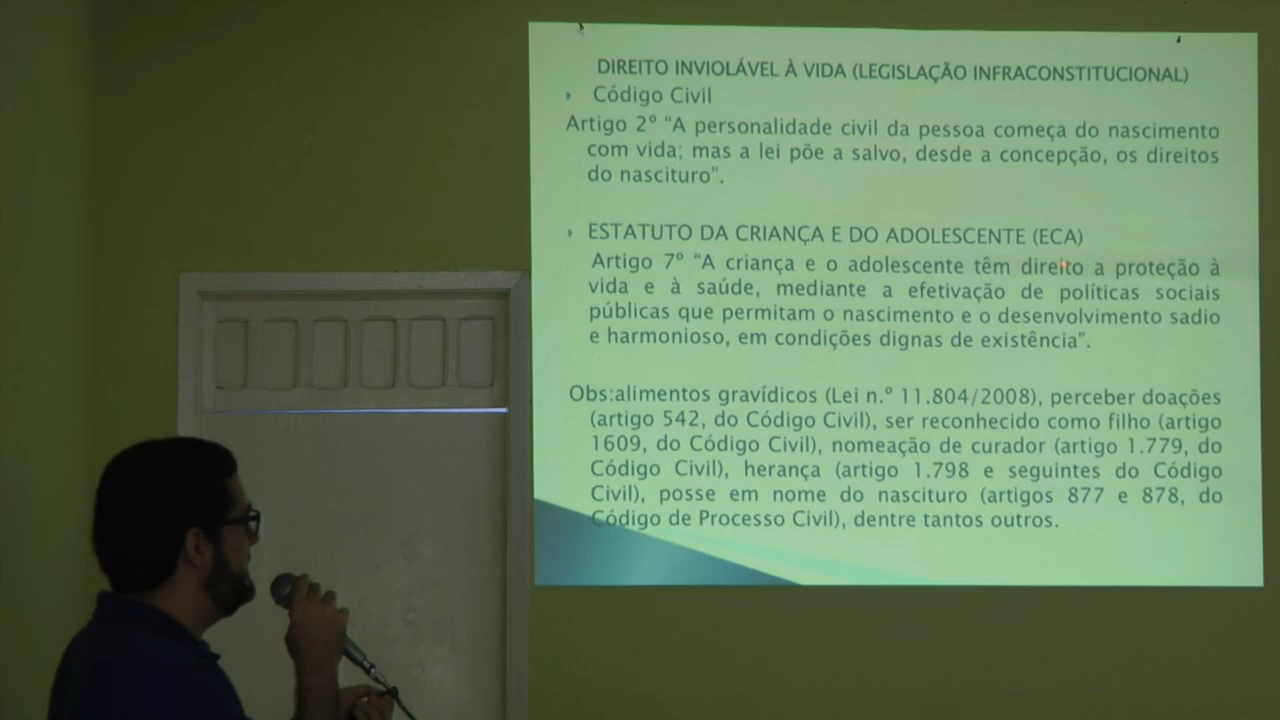 DIREITO INVIOLÁVEL À VIDA (LEGISLAÇÃO INFRACONSTITUCIONAL)
Código Civil
Artigo 2º “A personalidade civil da pessoa começa do nascimento
com vida; mas a lei põe a salvo, desde a concepção, os direitos
do nascituro”.
ESTATUTO DA CRIANÇA E DO ADOLESCENTE (ECA)
Artigo 7º “A criança e o adolescente têm direito a proteção à
vida e à saúde, mediante a efetivação de políticas sociais
públicas que permitam o nascimento e o desenvolvimento sadio
e harmonioso, em condições dignas de existência”.
Obs:alimentos gravídicos (Lei n.º 11.804/2008), perceber doações
(artigo 542, do Código Civil), ser reconhecido como filho (artigo
1609, do Código Civil), nomeação de curador (artigo 1.779, do
Código Civil), herança (artigo 1.798 e seguintes do Código
Civil), posse em nome do nascituro (artigos 877 e 878, do
Código de Processo Civil), dentre tantos outros.